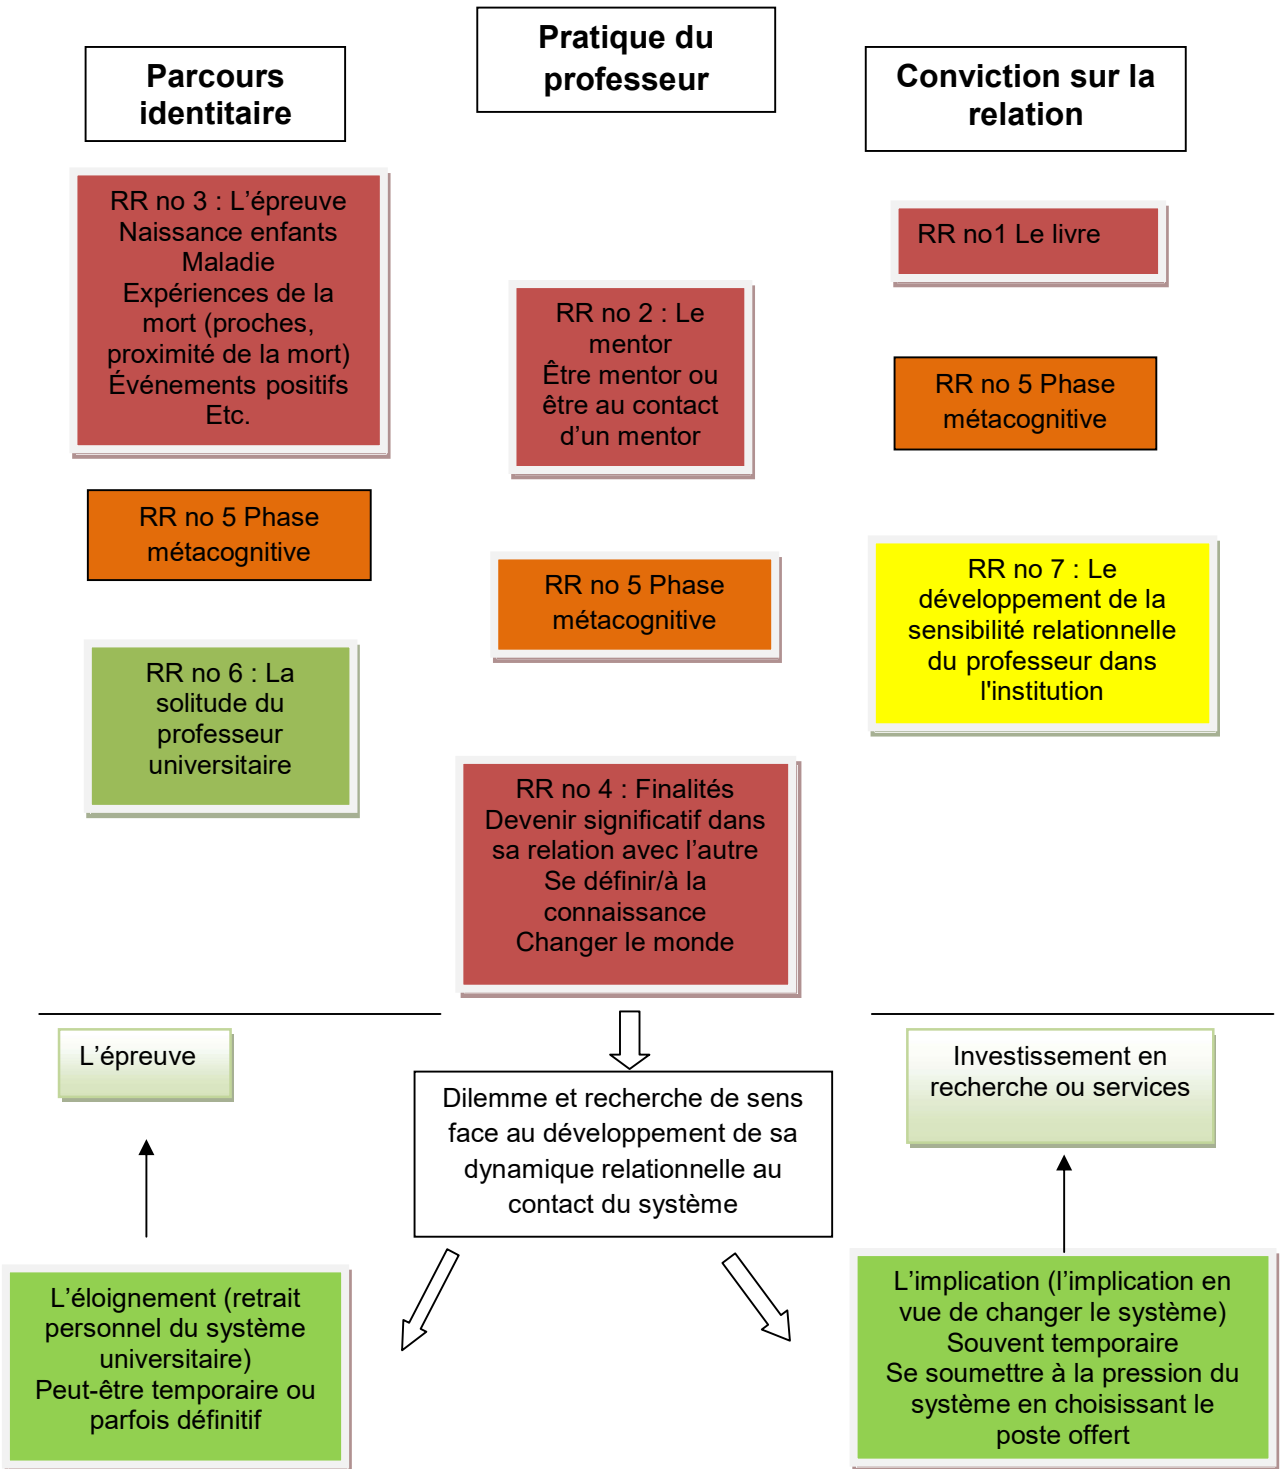 Parcours
identitaire
Pratique du
professeur
Conviction sur la
relation
RR no 3 : L'épreuve
Naissance enfants
Maladie
Expériences de la
mort (proches,
proximité de la mort)
Événements positifs
Etc.
RR no 2 : Le
mentor
Être mentor ou
être au contact
d'un mentor
RR no1 Le livre
RR no 5 Phase
métacognitive
RR no 5 Phase
métacognitive
RR no 5 Phase
métacognitive
RR no 7 : Le
développement de la
sensibilité relationnelle
du professeur dans
l'institution
RR no 6 : La
solitude du
professeur
universitaire
RR no 4 : Finalités
Devenir significatif dans
sa relation avec l'autre
Se définir/à la
connaissance
Changer le monde
L'épreuve
Dilemme et recherche de sens
face au développement de sa
dynamique relationnelle au
contact du système
Investissement en
recherche ou services
L'éloignement (retrait
personnel du système
universitaire)
Peut-être temporaire ou
parfois définitif
L'implication (l'implication en
vue de changer le système)
Souvent temporaire
Se soumettre à la pression du
système en choisissant le
poste offert